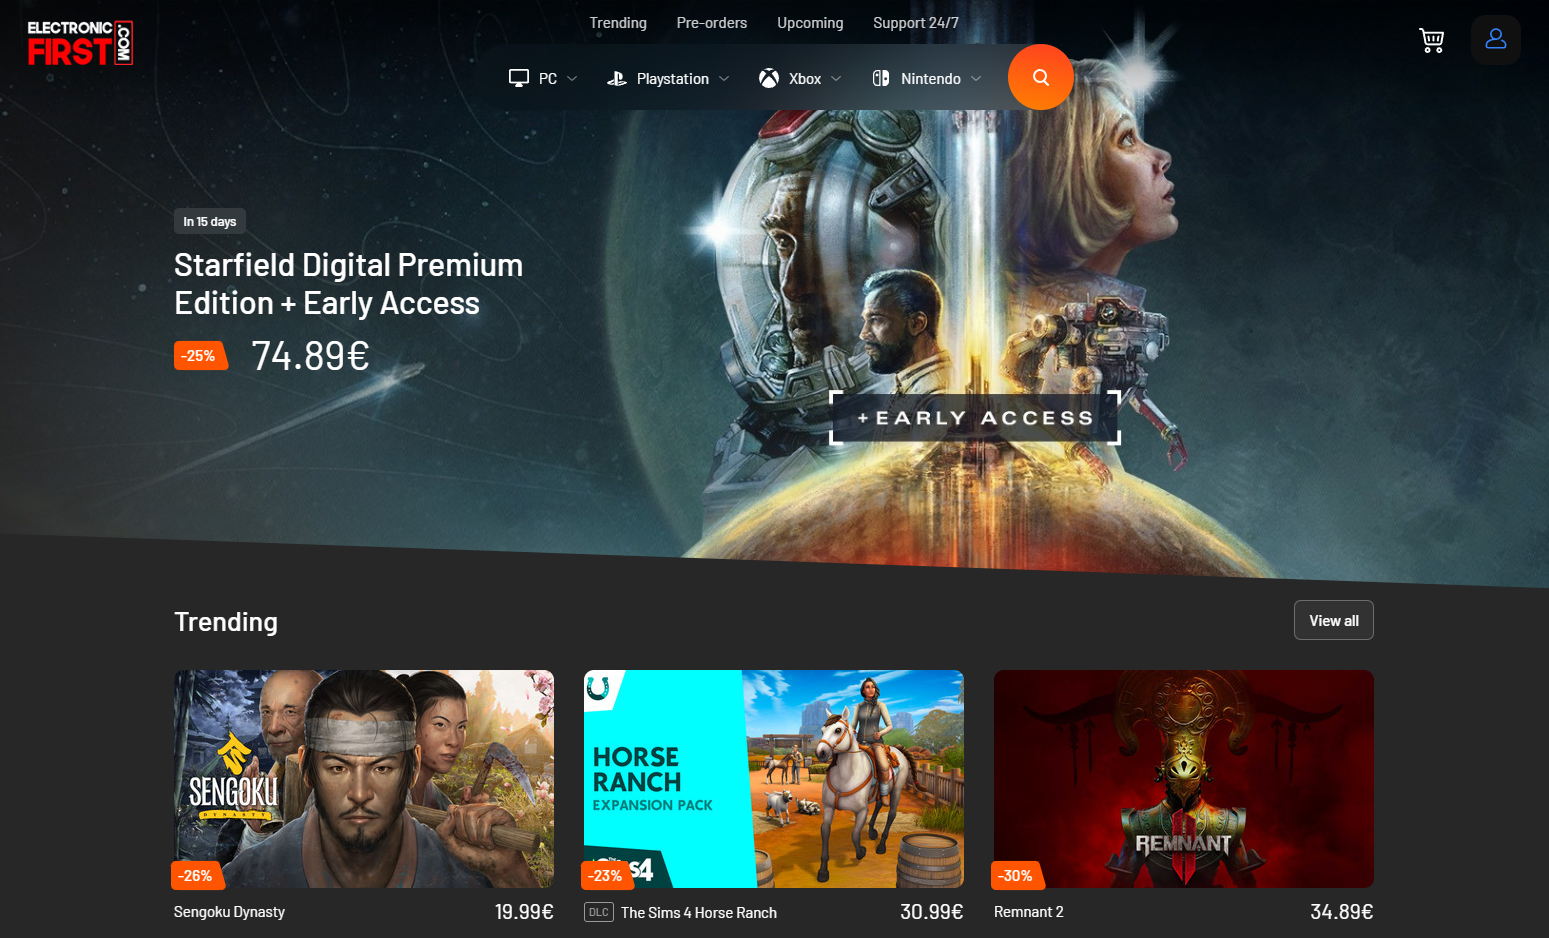 ELECTRONIC
FIRST
.COM
Trending
Pre-orders
Upcoming
Support 24/7
PC
Playstation
Xbox
Nintendo
In 15 days
Starfield Digital Premium
Edition + Early Access
-25%
74.89€
+ EARLY ACCESS
Trending
View all
SENGOKU
DYNASTY
-26%
Sengoku Dynasty
19.99€
HORSE
RANCH
EXPANSION PACK
4
-23%
DLC
The Sims 4 Horse Ranch
30.99€
REMNANT
II
-30%
Remnant 2
34.89€